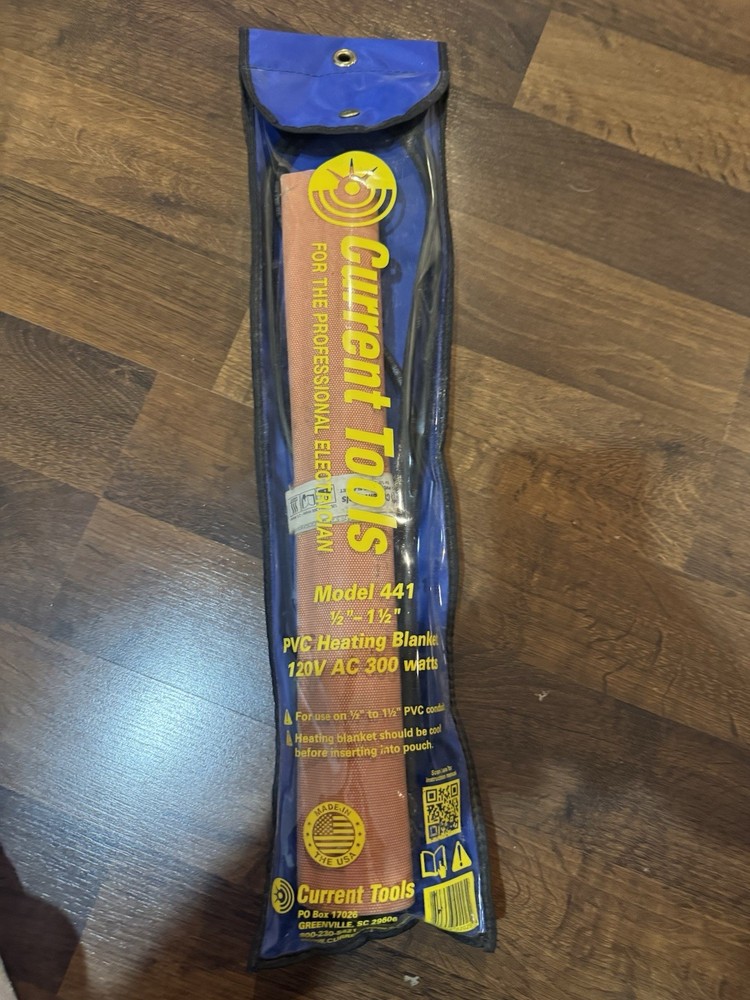 Current Tools
FOR THE PROFESSIONAL ELECTRICIAN
Model 441
½"–1½"
PVC Heating Blanket
120V AC 300 watts
For use on ½" to 1½" PVC conduit
Heating blanket should be cool
before inserting into pouch.
MADE IN
THE USA
Current Tools
PO Box 17026
GREENVILLE, SC 29606